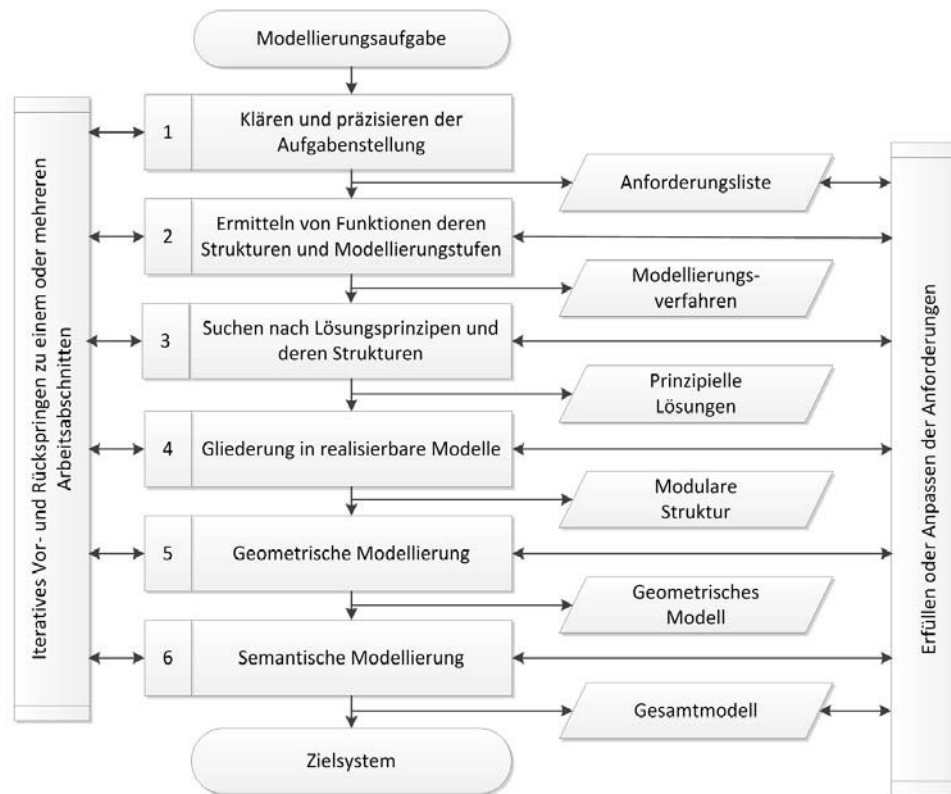 Modellierungsaufgabe
Iteratives Vor- und Rückspringen zu einem oder mehreren
Arbeitsabschnitten
1
Klären und präzisieren der
Aufgabenstellung
Anforderungsliste
2
Ermitteln von Funktionen deren
Strukturen und Modellierungstufen
Modellierungs-
verfahren
3
Suchen nach Lösungsprinzipen und
deren Strukturen
Prinzipielle
Lösungen
4
Gliederung in realisierbare Modelle
Modulare
Struktur
5
Geometrische Modellierung
Geometrisches
Modell
6
Semantische Modellierung
Gesamtmodell
Zielsystem
Erfüllen oder Anpassen der Anforderungen